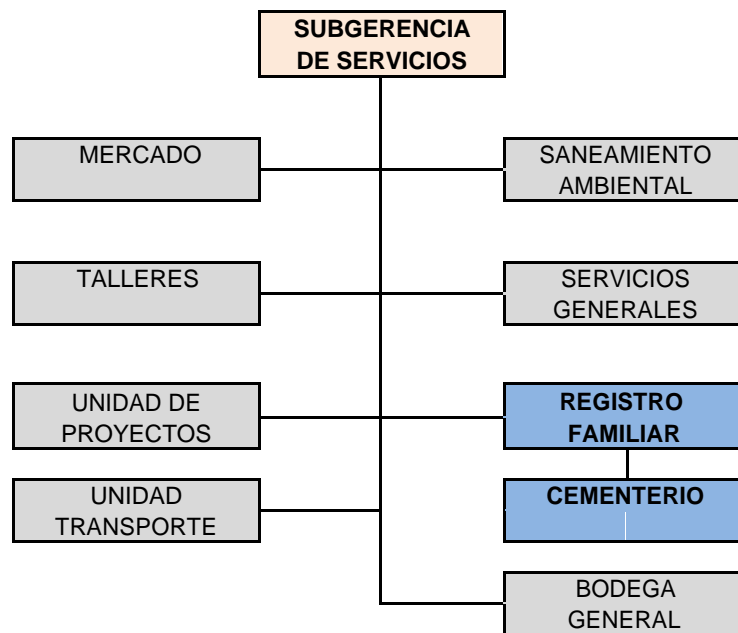 SUBGERENCIA
DE SERVICIOS
MERCADO
SANEAMIENTO
AMBIENTAL
TALLERES
SERVICIOS
GENERALES
UNIDAD DE
PROYECTOS
REGISTRO
FAMILIAR
UNIDAD
TRANSPORTE
CEMENTERIO
BODEGA
GENERAL